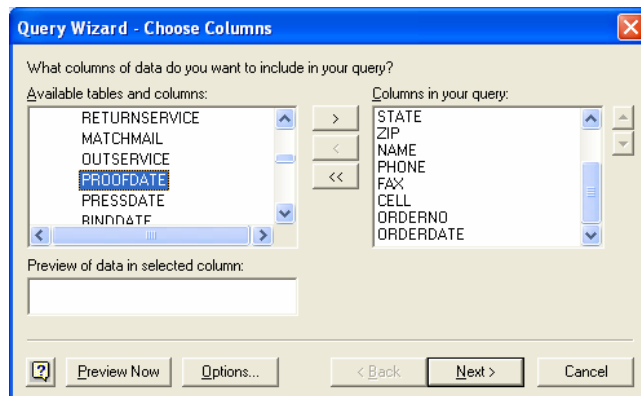 Query Wizard - Choose Columns
What columns of data do you want to include in your query?
Available tables and columns:
Columns in your query:
RETURNSERVICE
MATCHMAIL
OUTSERVICE
PROOFDATE
PRESSDATE
BINDDATE
>
<
<<
STATE
ZIP
NAME
PHONE
FAX
CELL
ORDERNO
ORDERDATE
Preview of data in selected column:
? Preview Now Options... < Back Next > Cancel